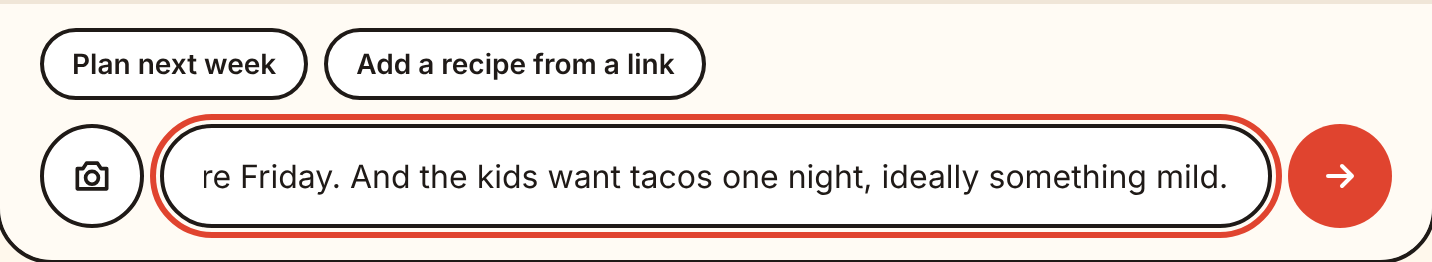 Plan next week
Add a recipe from a link
re Friday. And the kids want tacos one night, ideally something mild.